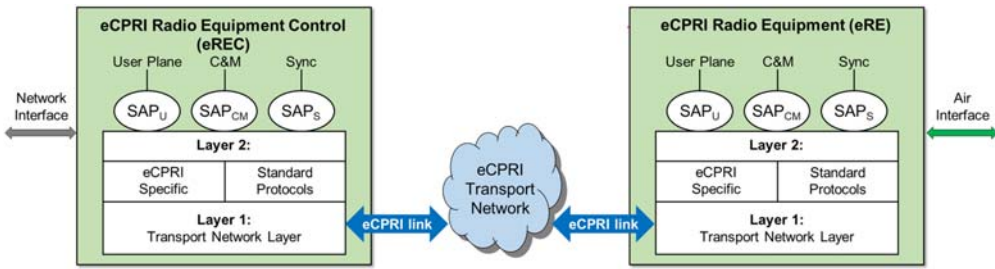 eCPRI Radio Equipment Control
(eREC)
User Plane
C&M
Sync
SAPU
SAPCM
SAPS
Network
Interface
Layer 2:
eCPRI
Specific
Standard
Protocols
Layer 1:
Transport Network Layer
eCPRI link
eCPRI
Transport
Network
eCPRI link
eCPRI Radio Equipment (eRE)
User Plane
C&M
Sync
SAPU
SAPCM
SAPS
Layer 2:
eCPRI
Specific
Standard
Protocols
Layer 1:
Transport Network Layer
Air
Interface